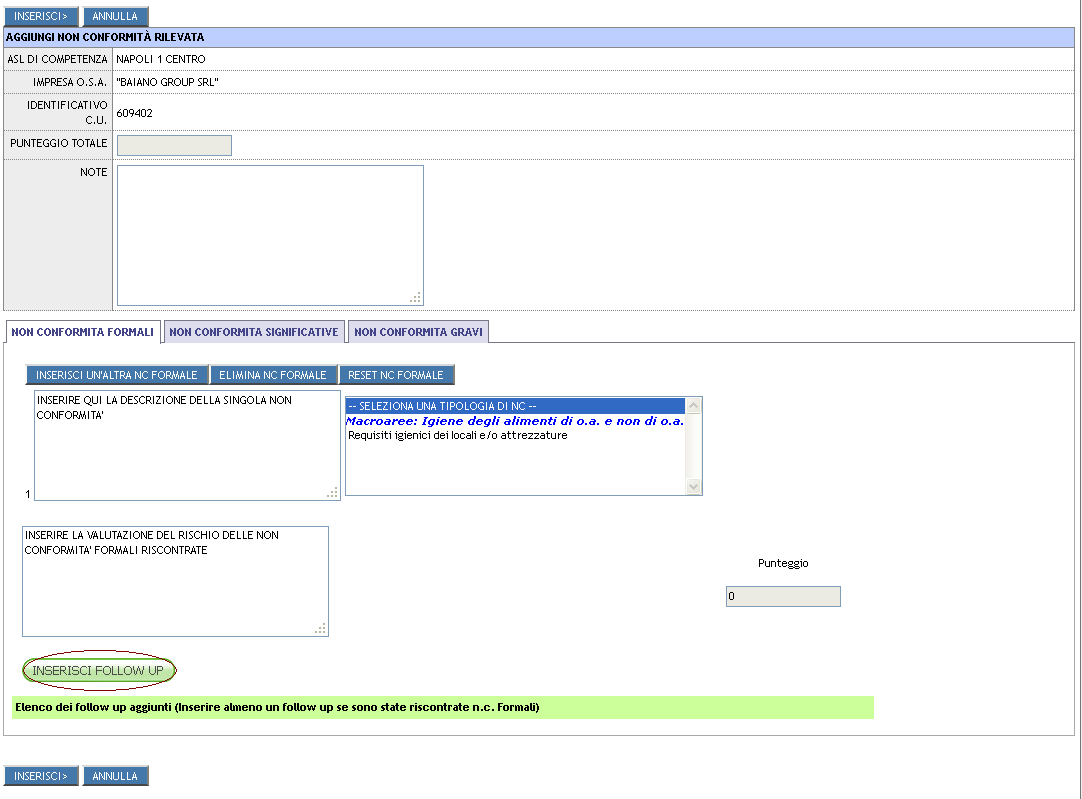 INSERISCI> ANNULLA
AGGIUNGI NON CONFORMITÀ RILEVATA
ASL DI COMPETENZA NAPOLI 1 CENTRO
IMPRESA O.S.A. "BAIANO GROUP SRL"
IDENTIFICATIVO
C.U. 609402
PUNTEGGIO TOTALE
NOTE
NON CONFORMITA FORMALI NON CONFORMITA SIGNIFICATIVE NON CONFORMITA GRAVI
INSERISCI UN'ALTRA NC FORMALE ELIMINA NC FORMALE RESET NC FORMALE
INSERIRE QUI LA DESCRIZIONE DELLA SINGOLA NON
CONFORMITA'
-- SELEZIONA UNA TIPOLOGIA DI NC --
Macroaree: Igiene degli alimenti di o.a. e non di o.a.
Requisiti igienici dei locali e/o attrezzature
1
INSERIRE LA VALUTAZIONE DEL RISCHIO DELLE NON
CONFORMITA' FORMALI RISCONTRATE
Punteggio
0
INSERISCI FOLLOW UP
Elenco dei follow up aggiunti (Inserire almeno un follow up se sono state riscontrate n.c. Formali)
INSERISCI> ANNULLA